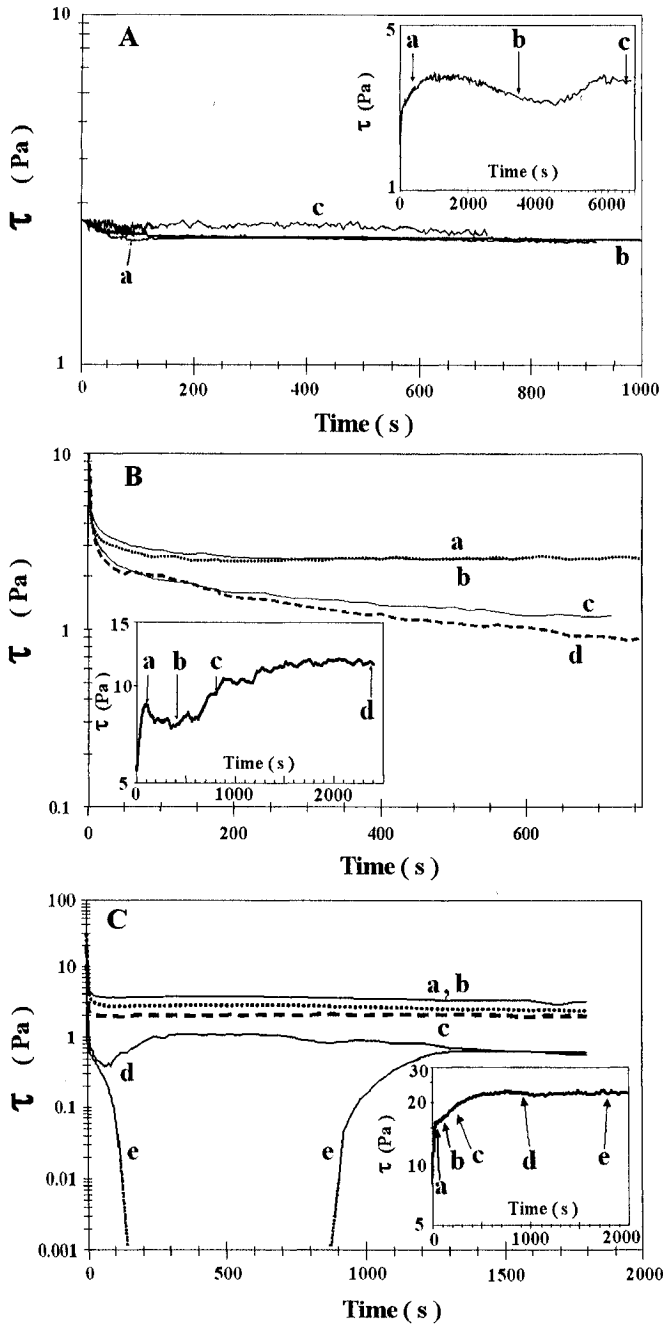 A
10
1
τ (Pa)
a
b
c
0
200
400
600
800
1000
Time (s)
5
1
τ (Pa)
a
b
c
Time (s)
0
2000
4000
6000
B
10
1
0.1
τ (Pa)
a
b
c
d
0
200
400
600
Time (s)
15
10
5
τ (Pa)
a
b
c
d
Time (s)
0
1000
2000
C
100
10
1
0.1
0.01
0.001
τ (Pa)
a, b
c
d
e
e
0
500
1000
1500
2000
Time (s)
30
20
10
5
τ (Pa)
a
b
c
d
e
Time (s)
0
1000
2000